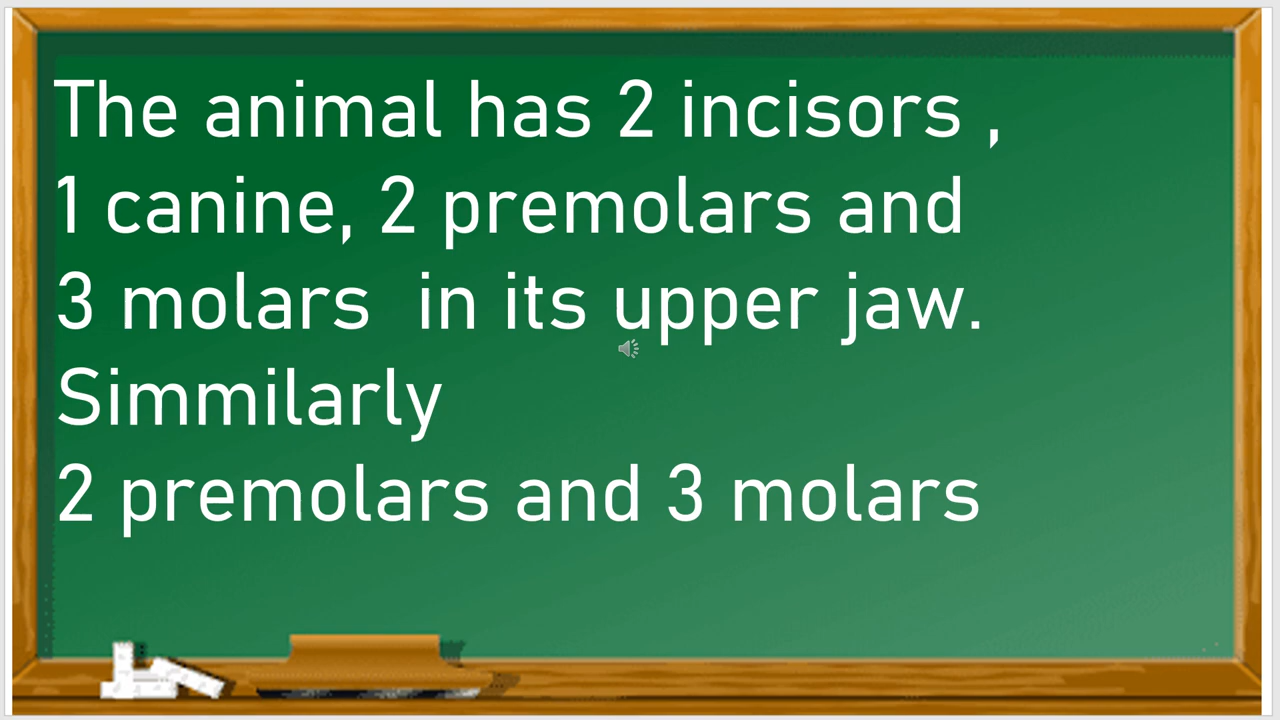 The animal has 2 incisors ,
1 canine, 2 premolars and
3 molars  in its upper jaw.
Simmilarly
2 premolars and 3 molars